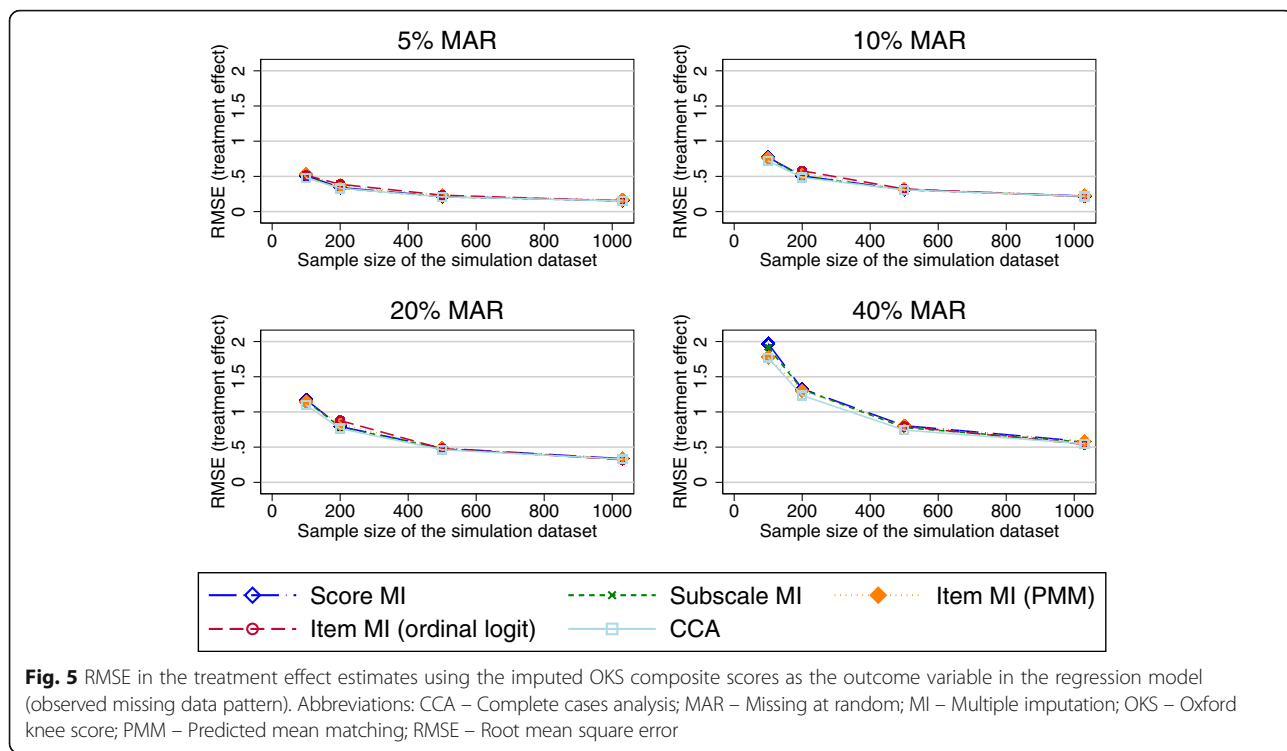 5% MAR
10% MAR
RMSE (treatment effect)
0 .5 1 1.5 2
0 200 400 600 800 1000
Sample size of the simulation dataset
RMSE (treatment effect)
0 .5 1 1.5 2
0 200 400 600 800 1000
Sample size of the simulation dataset
20% MAR
40% MAR
RMSE (treatment effect)
0 .5 1 1.5 2
0 200 400 600 800 1000
Sample size of the simulation dataset
RMSE (treatment effect)
0 .5 1 1.5 2
0 200 400 600 800 1000
Sample size of the simulation dataset
Score MI Subscale MI Item MI (PMM)
Item MI (ordinal logit) CCA
Fig. 5 RMSE in the treatment effect estimates using the imputed OKS composite scores as the outcome variable in the regression model
(observed missing data pattern). Abbreviations: CCA – Complete cases analysis; MAR – Missing at random; MI – Multiple imputation; OKS – Oxford
knee score; PMM – Predicted mean matching; RMSE – Root mean square error